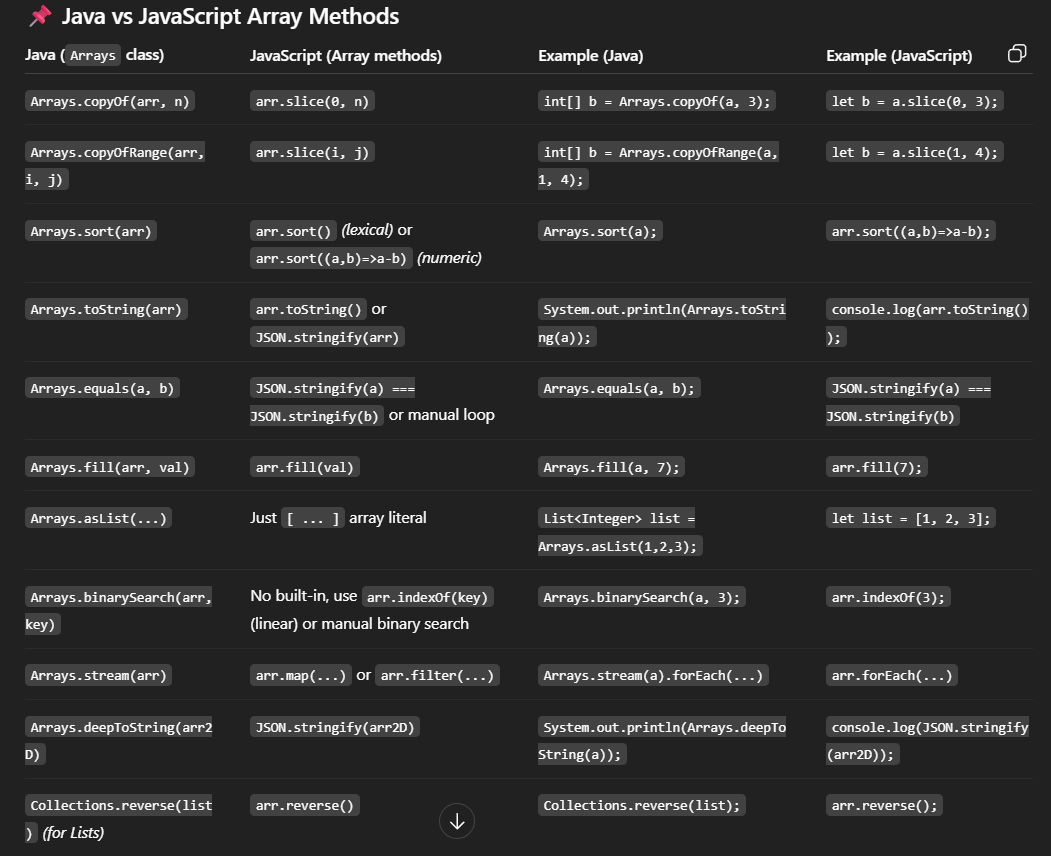 📌 Java vs JavaScript Array Methods
Java (Arrays class) JavaScript (Array methods) Example (Java) Example (JavaScript)
Arrays.copyOf(arr, n) arr.slice(0, n) int[] b = Arrays.copyOf(a, 3); let b = a.slice(0, 3);
Arrays.copyOfRange(arr, arr.slice(i, j) int[] b = Arrays.copyOfRange(a, let b = a.slice(1, 4);
i, j) 1, 4);
Arrays.sort(arr) arr.sort() (lexical) or Arrays.sort(a); arr.sort((a,b)=>a-b);
arr.sort((a,b)=>a-b) (numeric)
Arrays.toString(arr) arr.toString() or System.out.println(Arrays.toStri console.log(arr.toString()
JSON.stringify(arr) ng(a)); );
Arrays.equals(a, b) JSON.stringify(a) === Arrays.equals(a, b); JSON.stringify(a) ===
JSON.stringify(b) or manual loop JSON.stringify(b)
Arrays.fill(arr, val) arr.fill(val) Arrays.fill(a, 7); arr.fill(7);
Arrays.asList(...) Just [ ... ] array literal List<Integer> list = let list = [1, 2, 3];
Arrays.asList(1,2,3);
Arrays.binarySearch(arr, No built-in, use arr.indexOf(key) Arrays.binarySearch(a, 3); arr.indexOf(3);
key) (linear) or manual binary search
Arrays.stream(arr) arr.map(...) or arr.filter(...) Arrays.stream(a).forEach(...) arr.forEach(...)
Arrays.deepToString(arr2 JSON.stringify(arr2D) System.out.println(Arrays.deepTo console.log(JSON.stringify
D) String(a)); (arr2D));
Collections.reverse(list arr.reverse() Collections.reverse(list); arr.reverse();
) (for Lists)